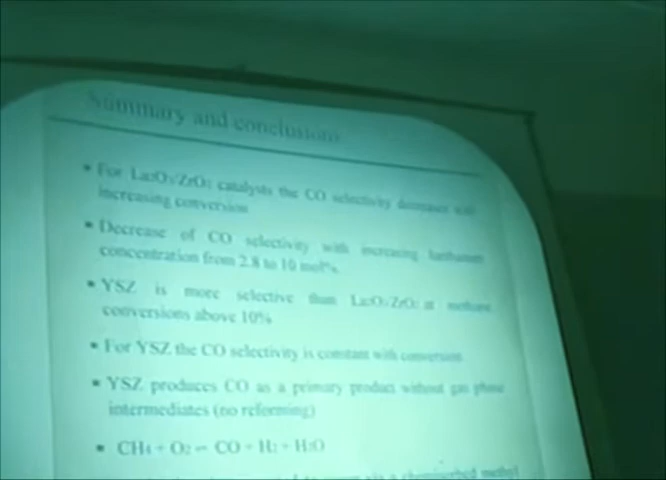 Summary and conclusions
• For La2O3/ZrO2 catalysts the CO selectivity decreases with
increasing conversion
• Decrease of CO selectivity with increasing lanthanum
concentration from 2.8 to 10 mol%
• YSZ is more selective than La2O3/ZrO2 at methane
conversions above 10%
• For YSZ the CO selectivity is constant with conversion
• YSZ produces CO as a primary product without gas phase
intermediates (no reforming)
• CH4 + O2 = CO + H2 + H2O
via a chemisorbed methyl